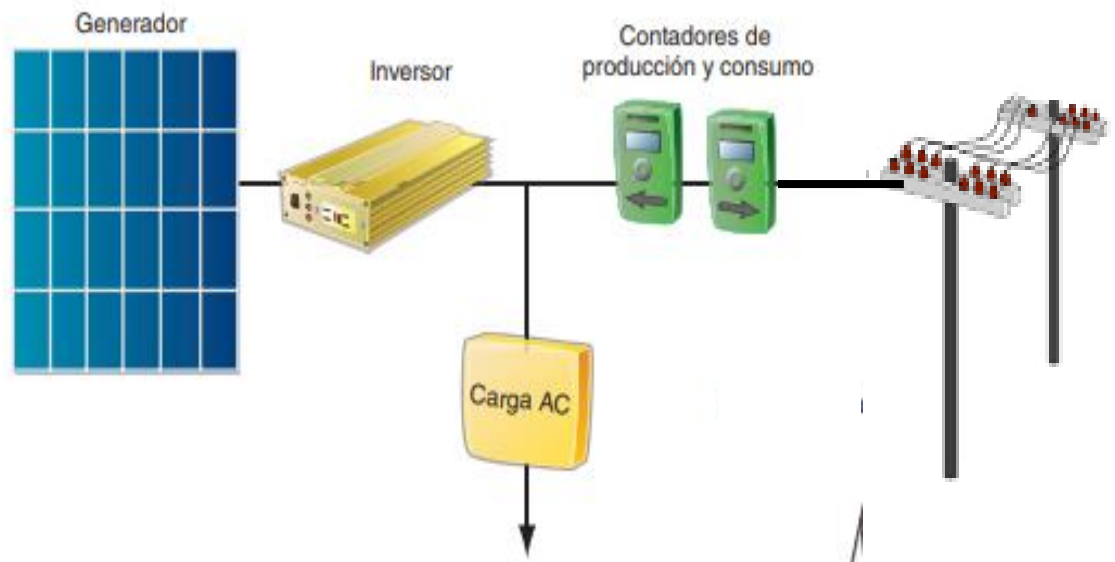 Generador
Inversor
Contadores de
producción y consumo
Carga AC